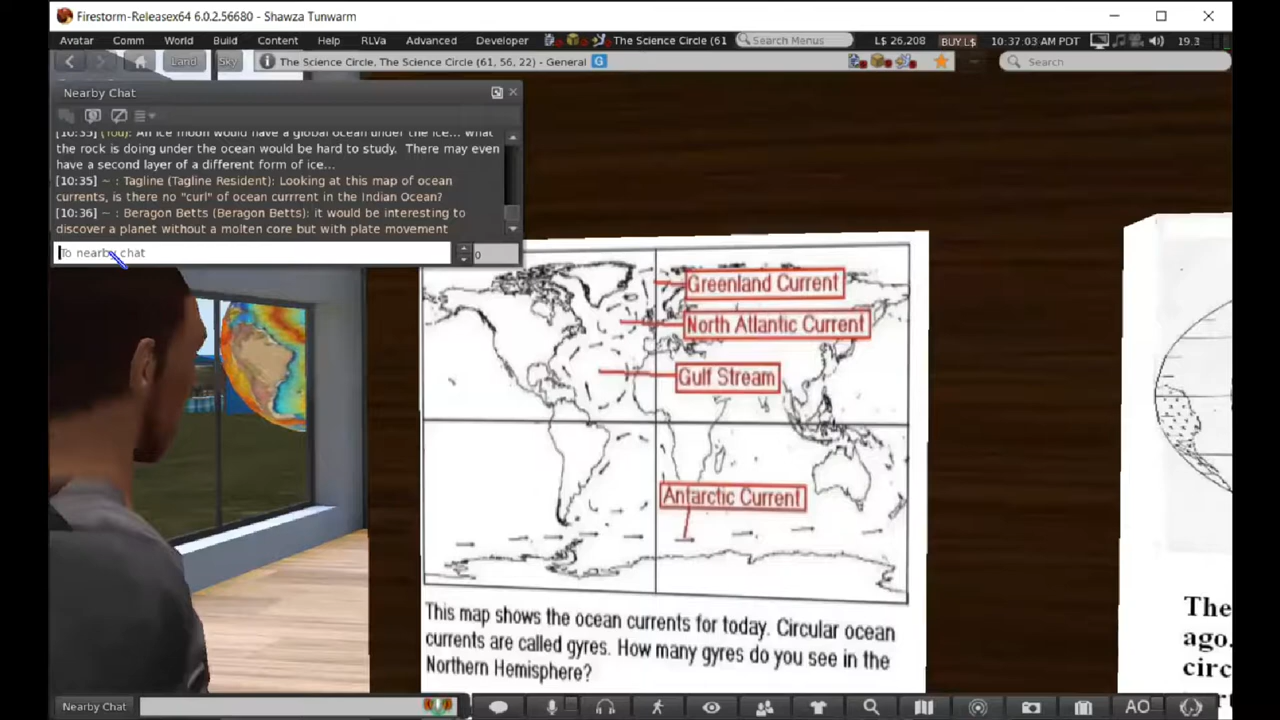 Firestorm-Releasex64 6.0.2.56680 - Shawza Tunwarm
Avatar Comm World Build Content Help RLVa Advanced Developer The Science Circle (61 Search Menus L$ 26,208 BUY L$ 10:37:03 AM PDT 19.3
Land Sky The Science Circle, The Science Circle (61, 56, 22) - General G Search
Nearby Chat
[10:35] (You): An ice moon would have a global ocean under the ice... what
the rock is doing under the ocean would be hard to study. There may even
have a second layer of a different form of ice...
[10:35] ~ : Tagline (Tagline Resident): Looking at this map of ocean
currents, is there no "curl" of ocean currrent in the Indian Ocean?
[10:36] ~ : Beragon Betts (Beragon Betts): it would be interesting to
discover a planet without a molten core but with plate movement
To nearby chat
0
Greenland Current
North Atlantic Current
Gulf Stream
Antarctic Current
This map shows the ocean currents for today. Circular ocean
currents are called gyres. How many gyres do you see in the
Northern Hemisphere?
The
ago.
circ
Nearby Chat
AO